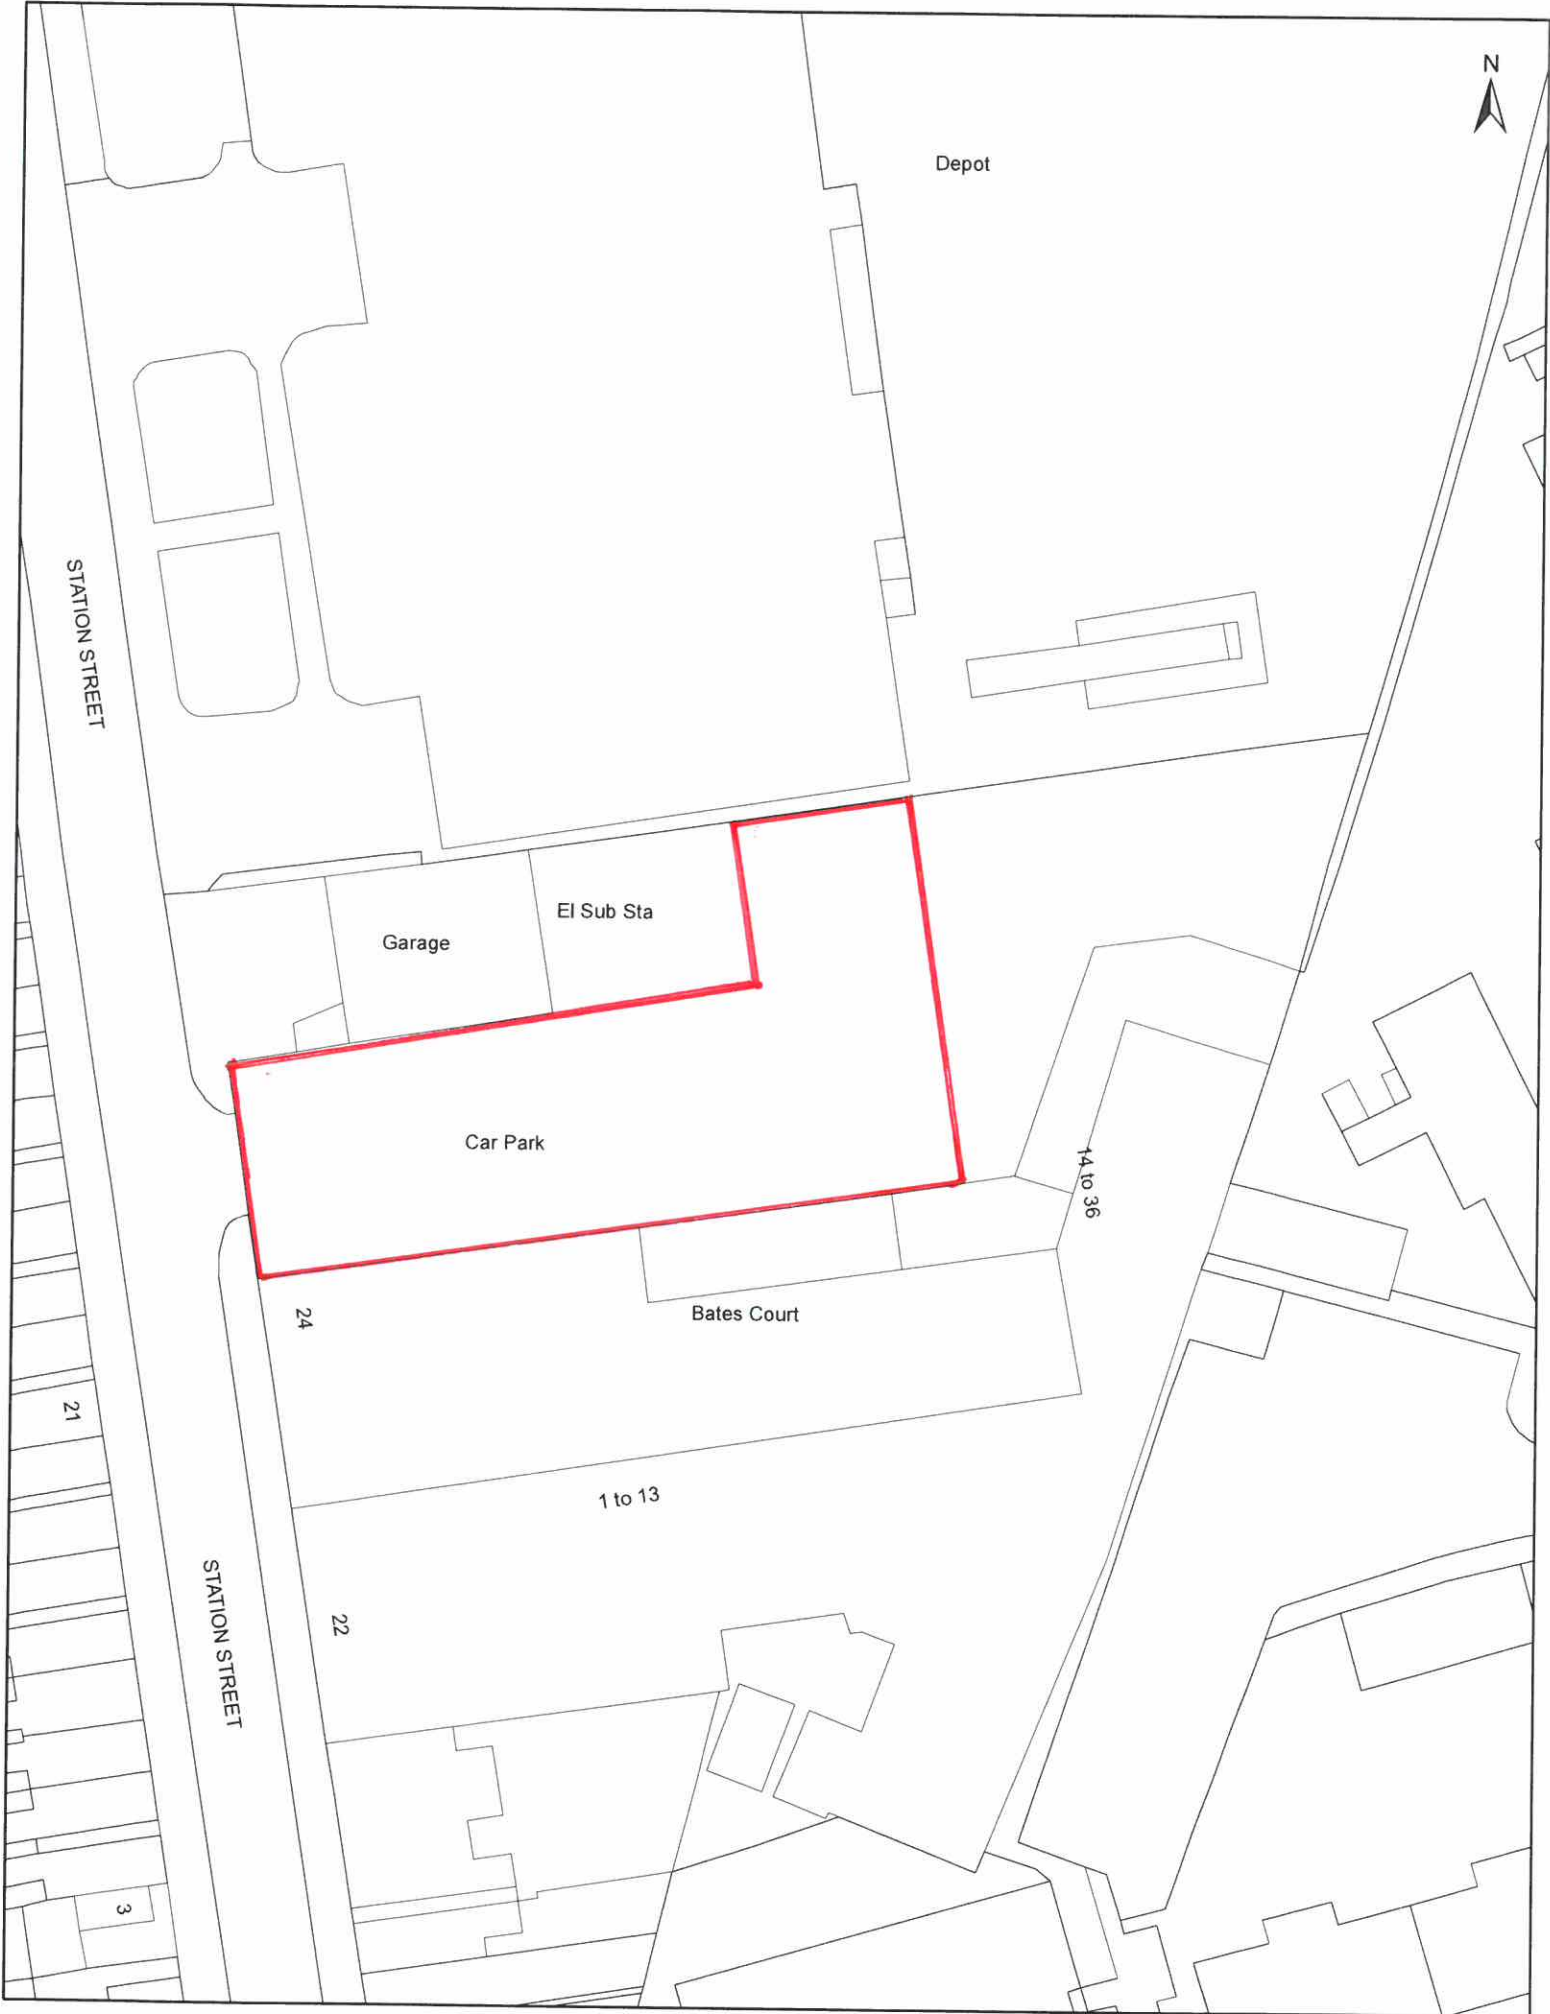 N
Depot
STATION STREET
El Sub Sta
Garage
Car Park
14 to 36
24
Bates Court
21
1 to 13
STATION STREET
22
3